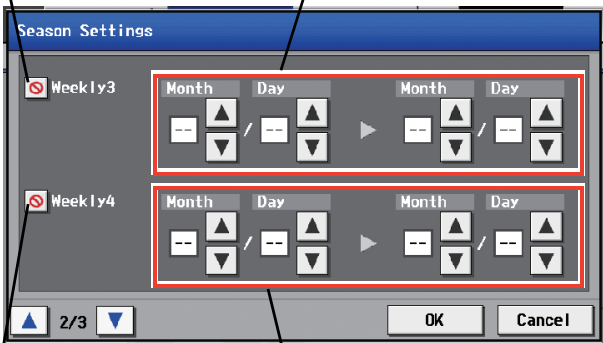 Season Settings
Weekly3
Month Day Month Day
-- / -- -- / --
Weekly4
Month Day Month Day
-- / -- -- / --
2/3 OK Cancel